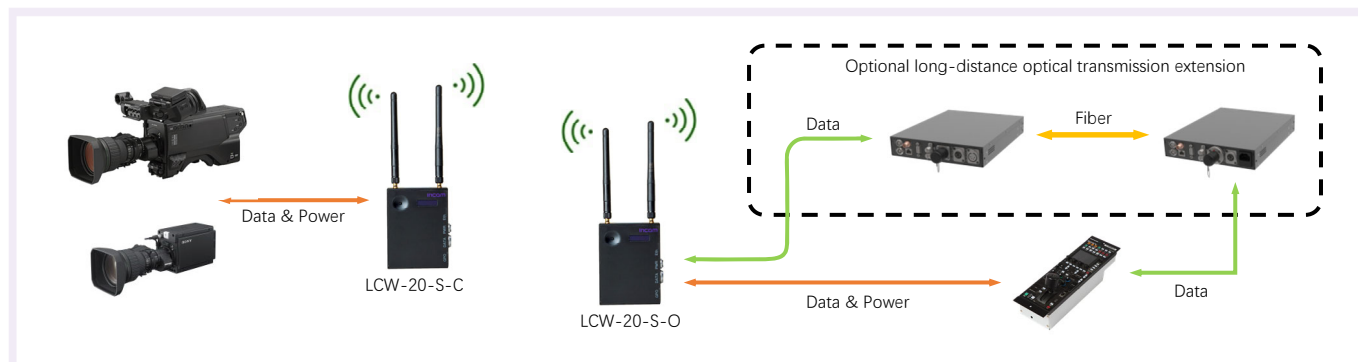 Optional long-distance optical transmission extension
Data
Fiber
Data & Power
LCW-20-S-C
LCW-20-S-O
Data & Power
Data